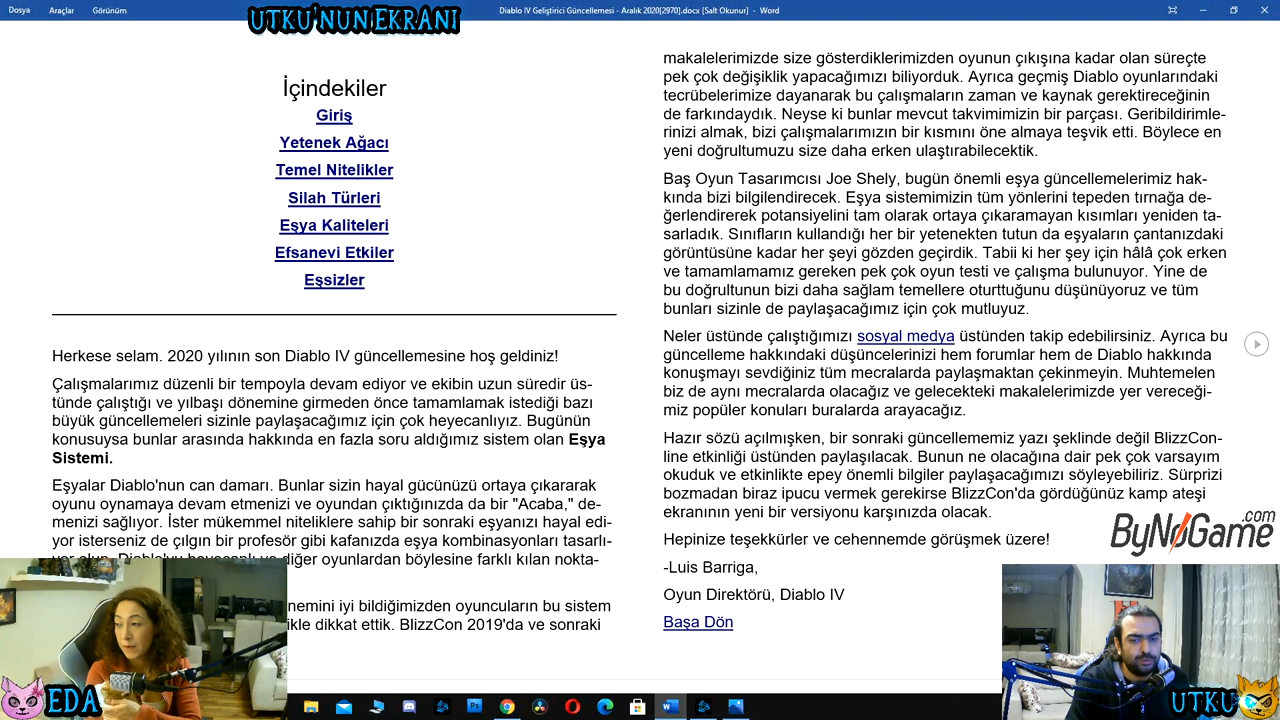 Dosya Araçlar Görünüm
UTKU'NUN EKRANI
Diablo IV Geliştirici Güncellemesi - Aralık 2020[2970].docx [Salt Okunur] - Word
İçindekiler
Giriş
Yetenek Ağacı
Temel Nitelikler
Silah Türleri
Eşya Kaliteleri
Efsanevi Etkiler
Eşsizler
Herkese selam. 2020 yılının son Diablo IV güncellemesine hoş geldiniz!
Çalışmalarımız düzenli bir tempoyla devam ediyor ve ekibin uzun süredir üs-
tünde çalıştığı ve yılbaşı dönemine girmeden önce tamamlamak istediği bazı
büyük güncellemeleri sizinle paylaşacağımız için çok heyecanlıyız. Bugünün
konusuysa bunlar arasında hakkında en fazla soru aldığımız sistem olan Eşya
Sistemi.
Eşyalar Diablo'nun can damarı. Bunlar sizin hayal gücünüzü ortaya çıkararak
oyunu oynamaya devam etmenizi ve oyundan çıktığınızda da bir "Acaba," de-
menizi sağlıyor. İster mükemmel niteliklere sahip bir sonraki eşyanızı hayal edi-
yor isterseniz de çılgın bir profesör gibi kafanızda eşya kombinasyonları tasarlı-
yor olun, Diablo'yu heyecanlı ve diğer oyunlardan böylesine farklı kılan nokta-
nemini iyi bildiğimizden oyuncuların bu sistem
ikle dikkat ettik. BlizzCon 2019'da ve sonraki
makalelerimizde size gösterdiklerimizden oyunun çıkışına kadar olan süreçte
pek çok değişiklik yapacağımızı biliyorduk. Ayrıca geçmiş Diablo oyunlarındaki
tecrübelerimize dayanarak bu çalışmaların zaman ve kaynak gerektireceğinin
de farkındaydık. Neyse ki bunlar mevcut takvimimizin bir parçası. Geribildirimle-
rinizi almak, bizi çalışmalarımızın bir kısmını öne almaya teşvik etti. Böylece en
yeni doğrultumuzu size daha erken ulaştırabilecektik.
Baş Oyun Tasarımcısı Joe Shely, bugün önemli eşya güncellemelerimiz hak-
kında bizi bilgilendirecek. Eşya sistemimizin tüm yönlerini tepeden tırnağa de-
ğerlendirerek potansiyelini tam olarak ortaya çıkaramayan kısımları yeniden ta-
sarladık. Sınıfların kullandığı her bir yetenekten tutun da eşyaların çantanızdaki
görüntüsüne kadar her şeyi gözden geçirdik. Tabii ki her şey için hâlâ çok erken
ve tamamlamamız gereken pek çok oyun testi ve çalışma bulunuyor. Yine de
bu doğrultunun bizi daha sağlam temellere oturttuğunu düşünüyoruz ve tüm
bunları sizinle de paylaşacağımız için çok mutluyuz.
Neler üstünde çalıştığımızı sosyal medya üstünden takip edebilirsiniz. Ayrıca bu
güncelleme hakkındaki düşüncelerinizi hem forumlar hem de Diablo hakkında
konuşmayı sevdiğiniz tüm mecralarda paylaşmaktan çekinmeyin. Muhtemelen
biz de aynı mecralarda olacağız ve gelecekteki makalelerimizde yer vereceği-
miz popüler konuları buralarda arayacağız.
Hazır sözü açılmışken, bir sonraki güncellememiz yazı şeklinde değil BlizzCon-
line etkinliği üstünden paylaşılacak. Bunun ne olacağına dair pek çok varsayım
okuduk ve etkinlikte epey önemli bilgiler paylaşacağımızı söyleyebiliriz. Sürprizi
bozmadan biraz ipucu vermek gerekirse BlizzCon'da gördüğünüz kamp ateşi
ekranının yeni bir versiyonu karşınızda olacak.
Hepinize teşekkürler ve cehennemde görüşmek üzere!
-Luis Barriga,
Oyun Direktörü, Diablo IV
Başa Dön
ByNoGame.com
EDA
UTKU